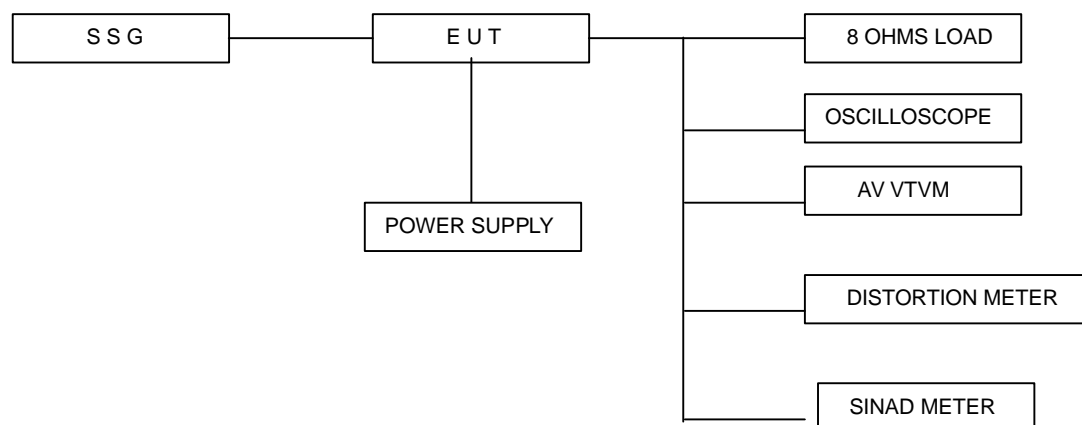 S S G
E U T
8 OHMS LOAD
OSCILLOSCOPE
AV VTVM
POWER SUPPLY
DISTORTION METER
SINAD METER